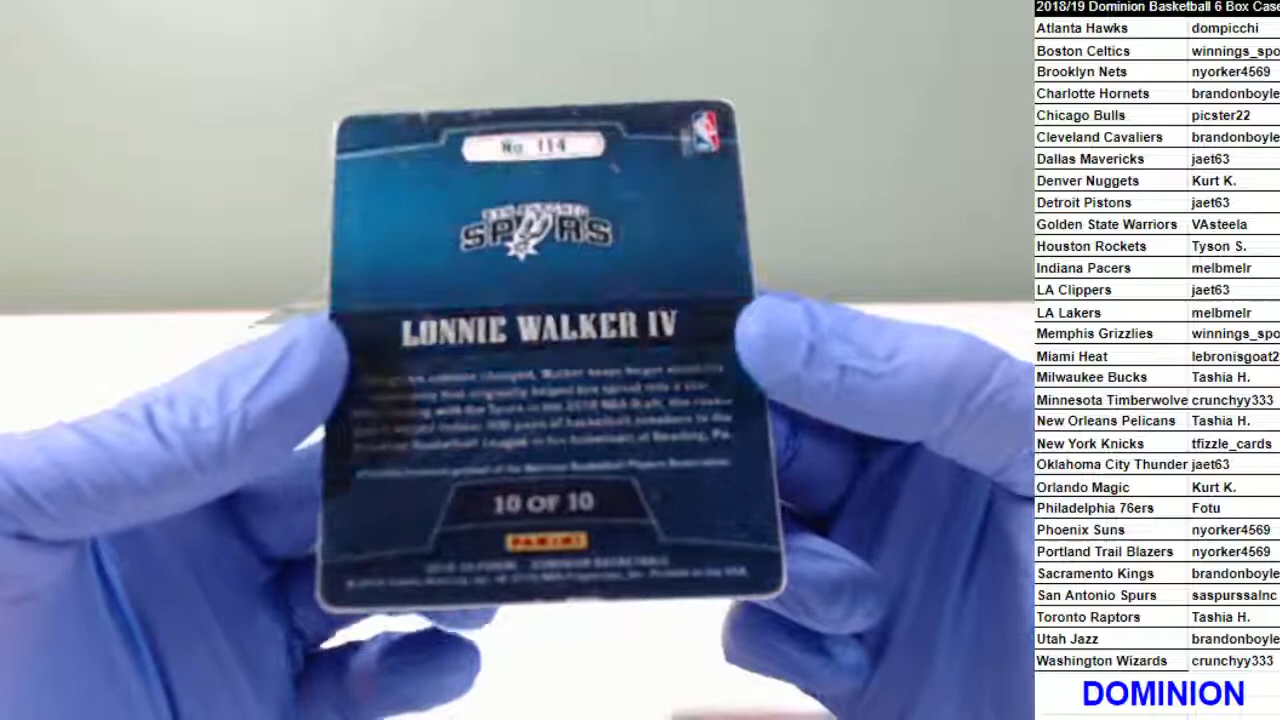 No. 114
SAN ANTONIO
SPURS
LONNIE WALKER IV
10 OF 10
PANINI
2018/19 Dominion Basketball 6 Box Case
Atlanta Hawks dompicchi
Boston Celtics winnings_spo
Brooklyn Nets nyorker4569
Charlotte Hornets brandonboyle
Chicago Bulls picster22
Cleveland Cavaliers brandonboyle
Dallas Mavericks jaet63
Denver Nuggets Kurt K.
Detroit Pistons jaet63
Golden State Warriors VAsteela
Houston Rockets Tyson S.
Indiana Pacers melbmelr
LA Clippers jaet63
LA Lakers melbmelr
Memphis Grizzlies winnings_spo
Miami Heat lebronisgoat2
Milwaukee Bucks Tashia H.
Minnesota Timberwolve crunchyy333
New Orleans Pelicans Tashia H.
New York Knicks tfizzle_cards
Oklahoma City Thunder jaet63
Orlando Magic Kurt K.
Philadelphia 76ers Fotu
Phoenix Suns nyorker4569
Portland Trail Blazers nyorker4569
Sacramento Kings brandonboyle
San Antonio Spurs saspurssalnc
Toronto Raptors Tashia H.
Utah Jazz brandonboyle
Washington Wizards crunchyy333
DOMINION